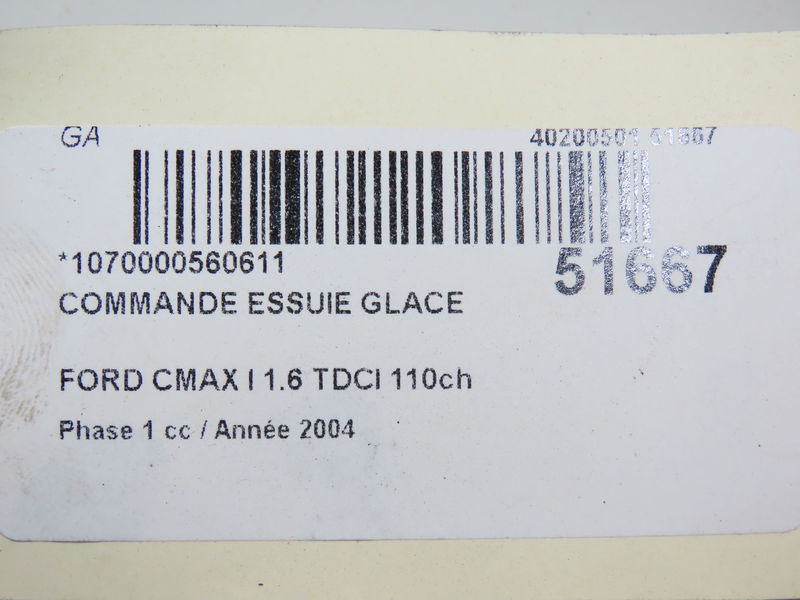 GA 40200501 51667
*1070000560611 51667
COMMANDE ESSUIE GLACE
FORD CMAX I 1.6 TDCI 110ch
Phase 1 cc / Année 2004